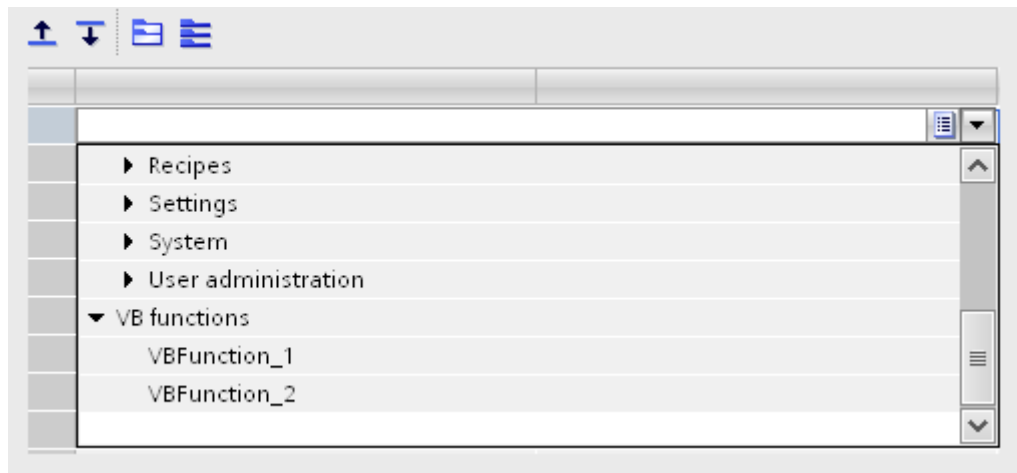 Recipes
Settings
System
User administration
VB functions
VBFunction_1
VBFunction_2